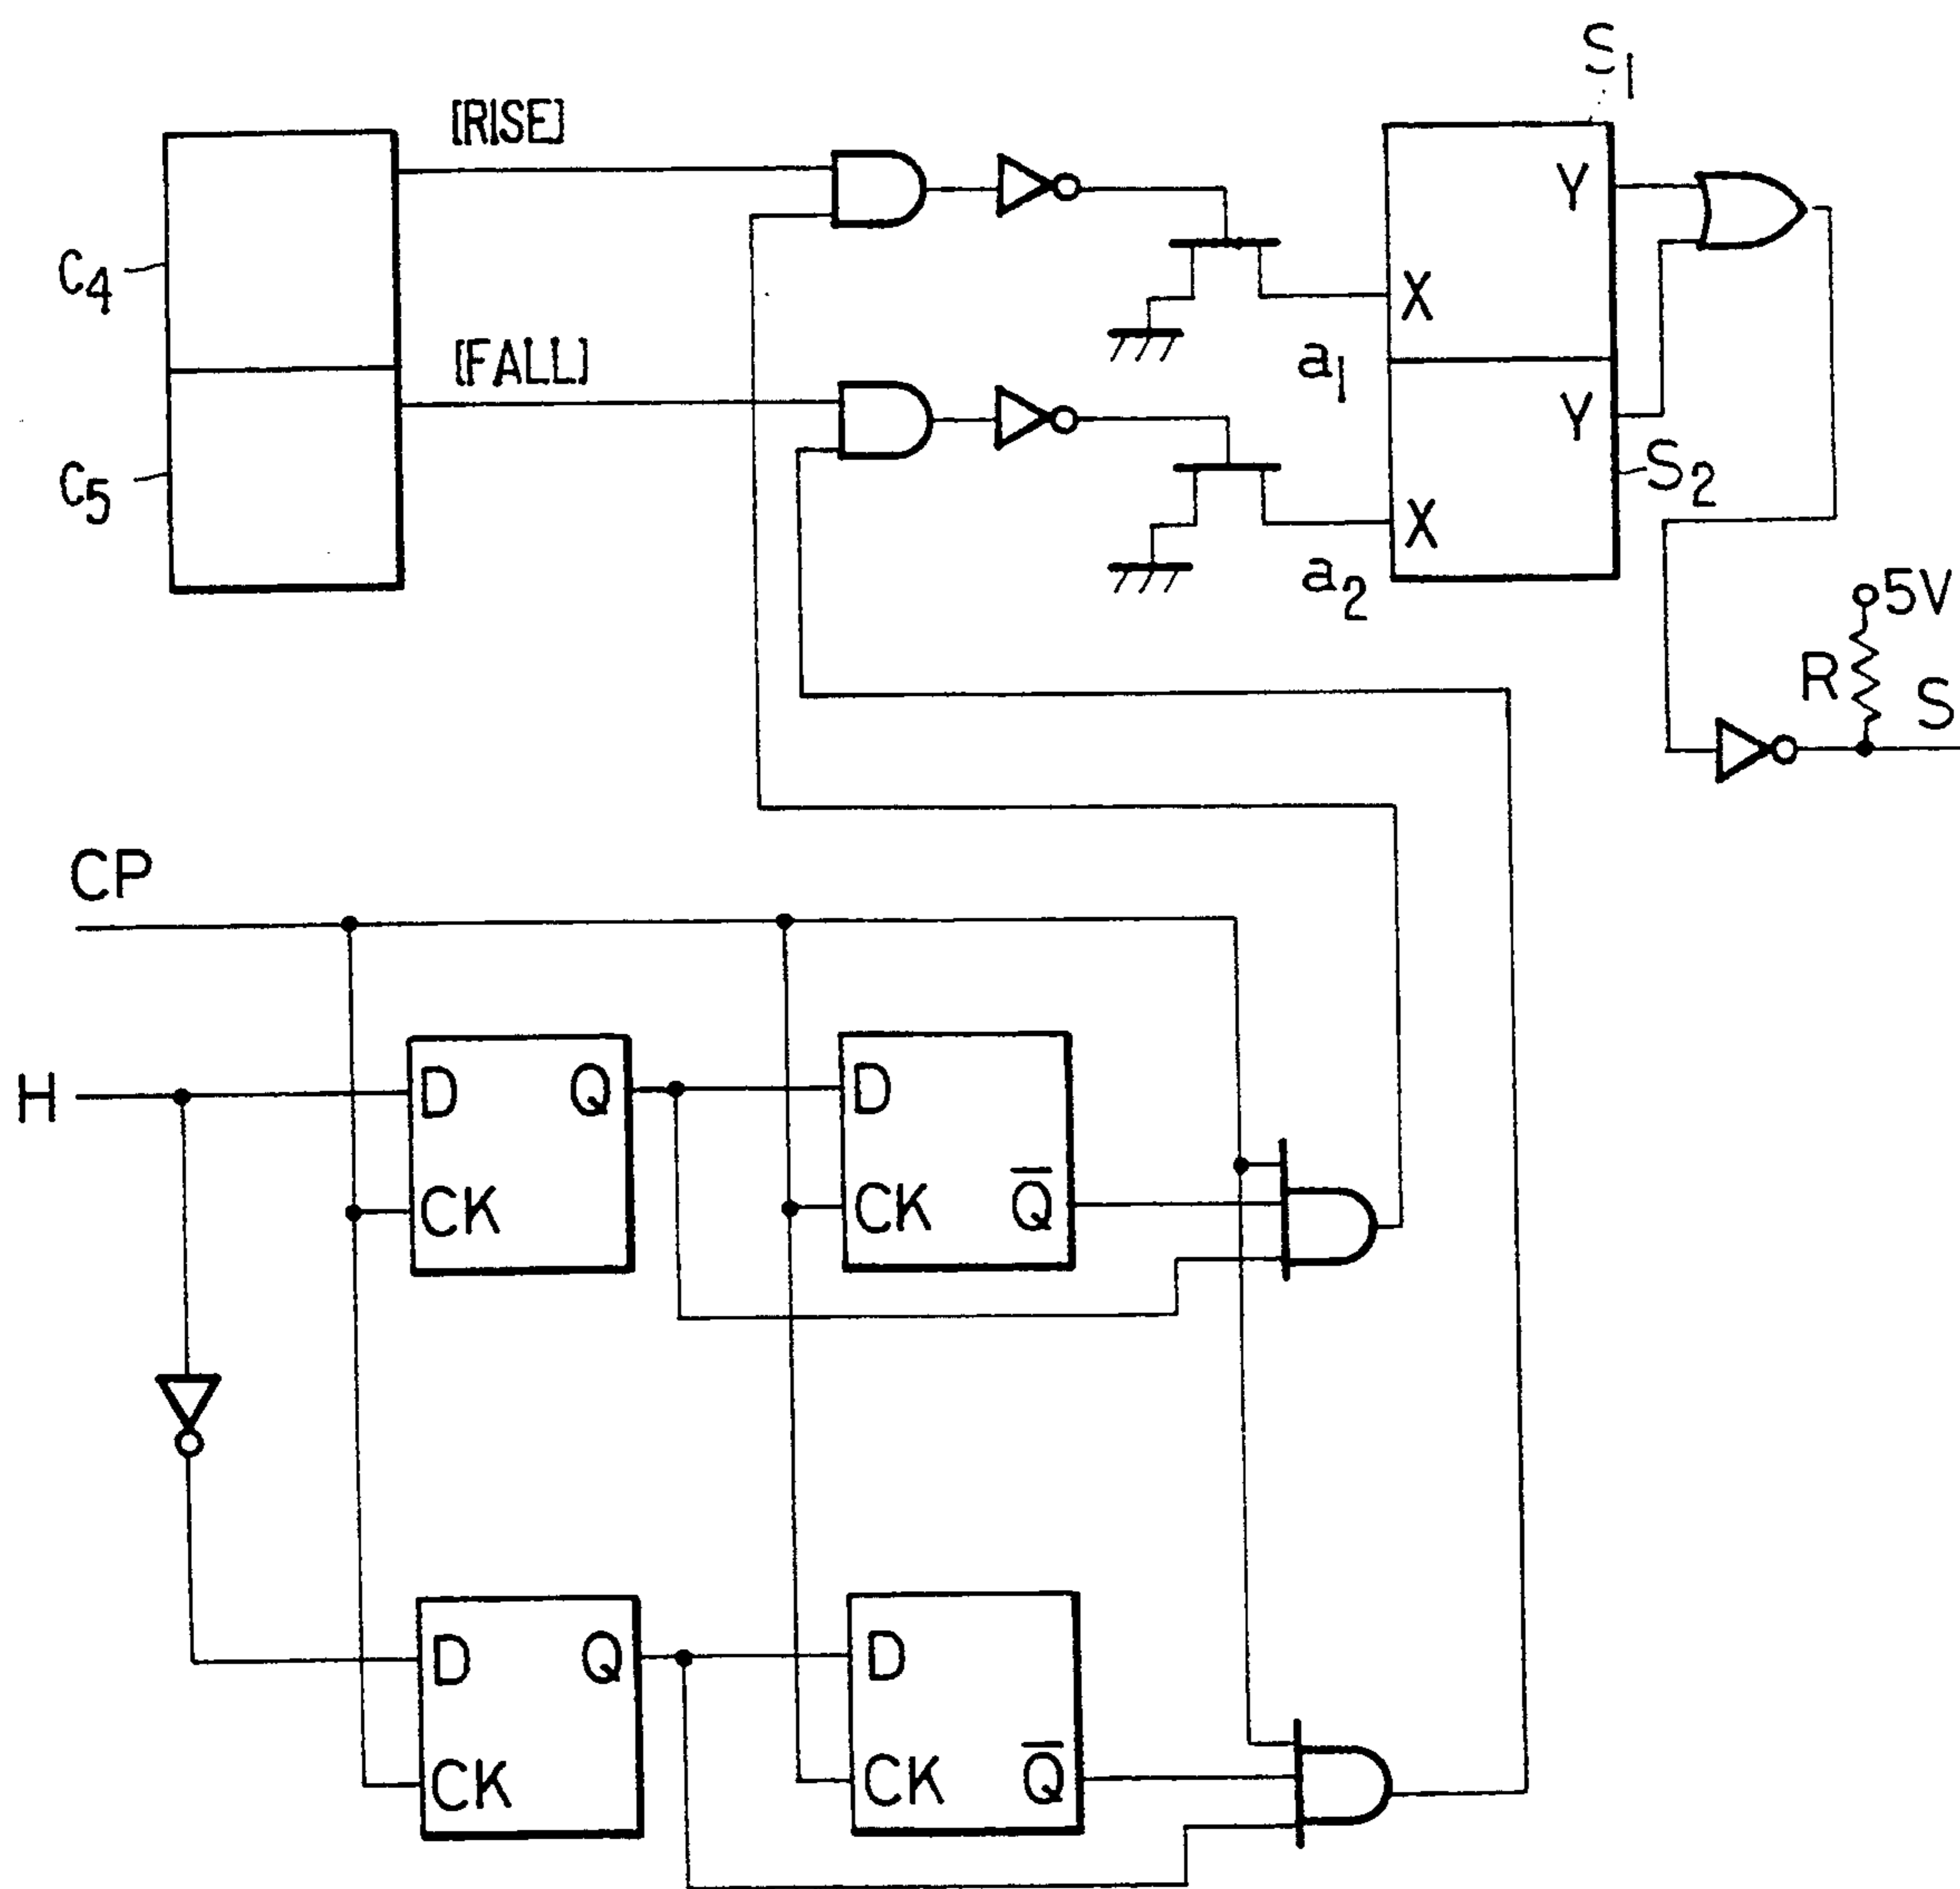 S1
[RISE]
Y
C4
X
[FALL]
a1
Y
C5
S2
X
a2
5V
R
S
CP
H
D
Q
D
CK
CK
Q̅
D
Q
D
CK
CK
Q̅